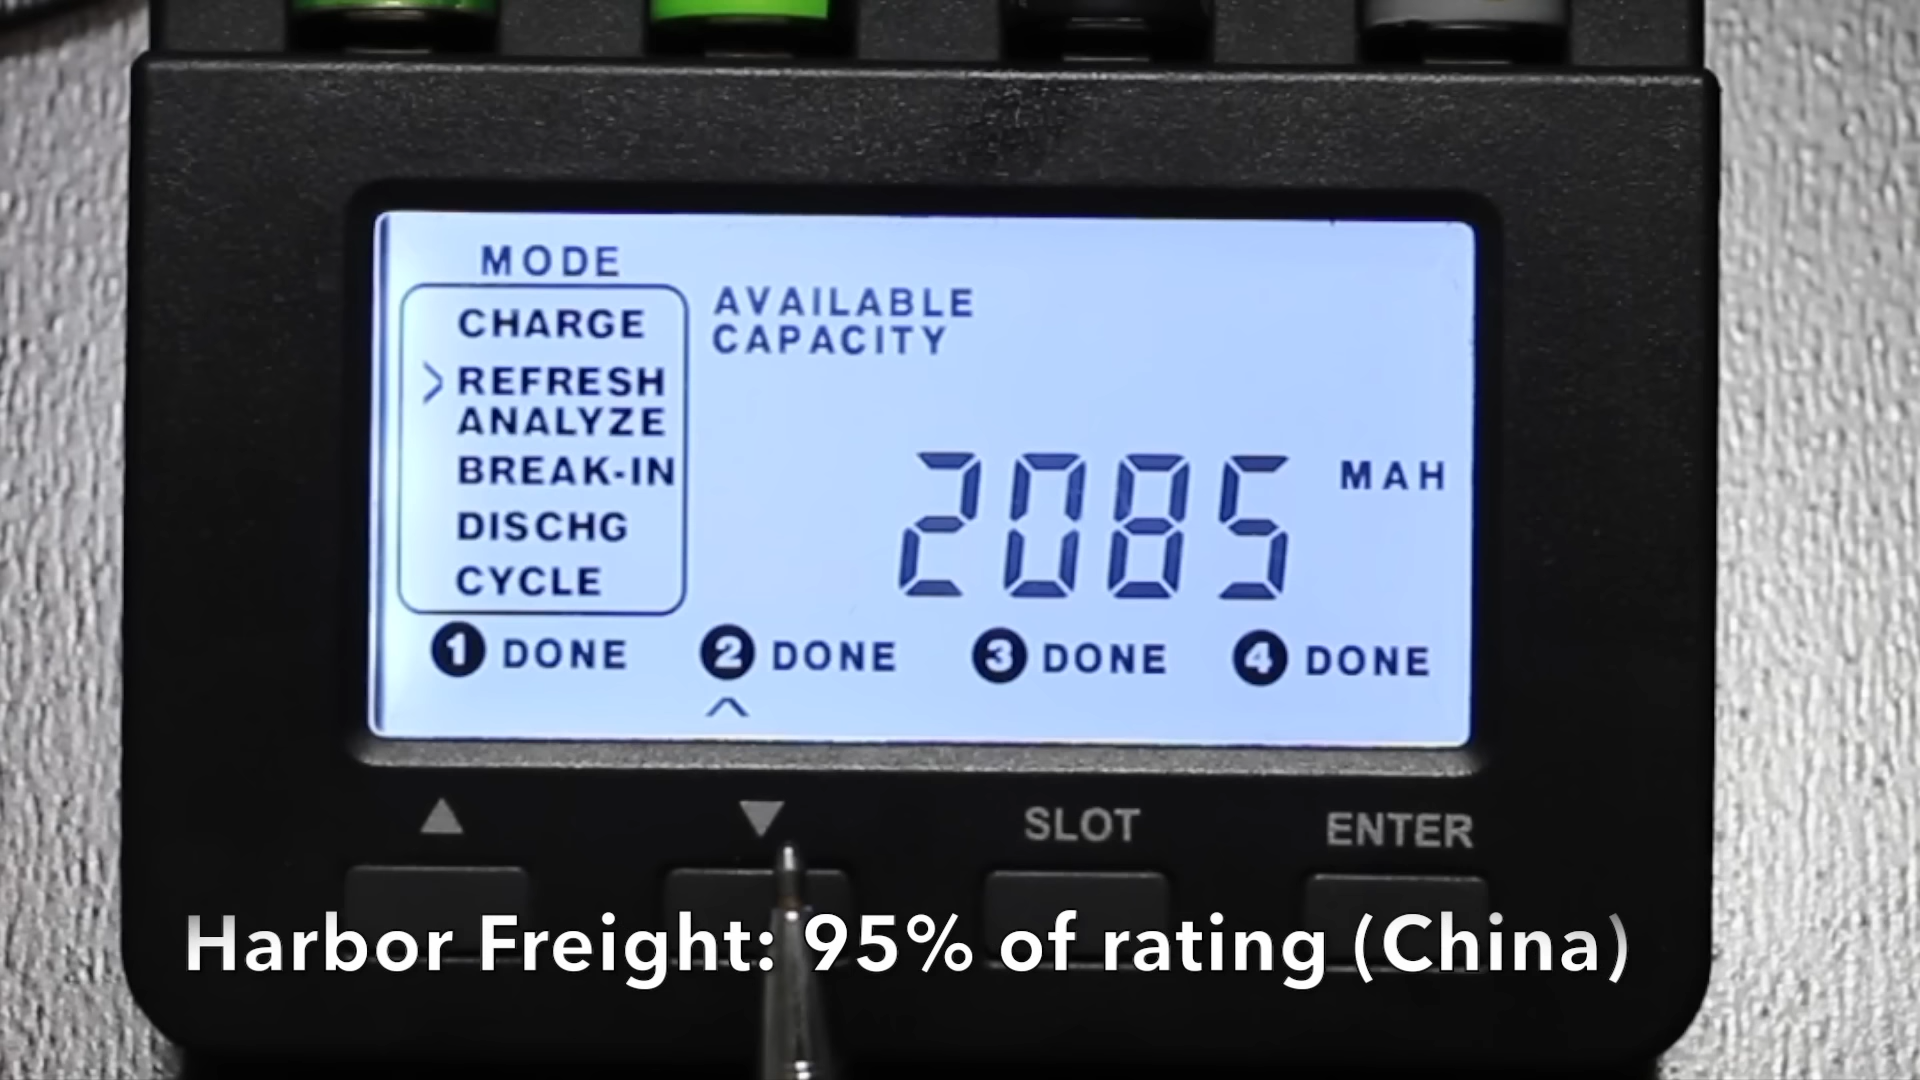 MODE
CHARGE
> REFRESH
ANALYZE
BREAK-IN
DISCHG
CYCLE
AVAILABLE
CAPACITY
2085 MAH
1 DONE 2 DONE 3 DONE 4 DONE
^
▲ ▼ SLOT ENTER
Harbor Freight: 95% of rating (China)